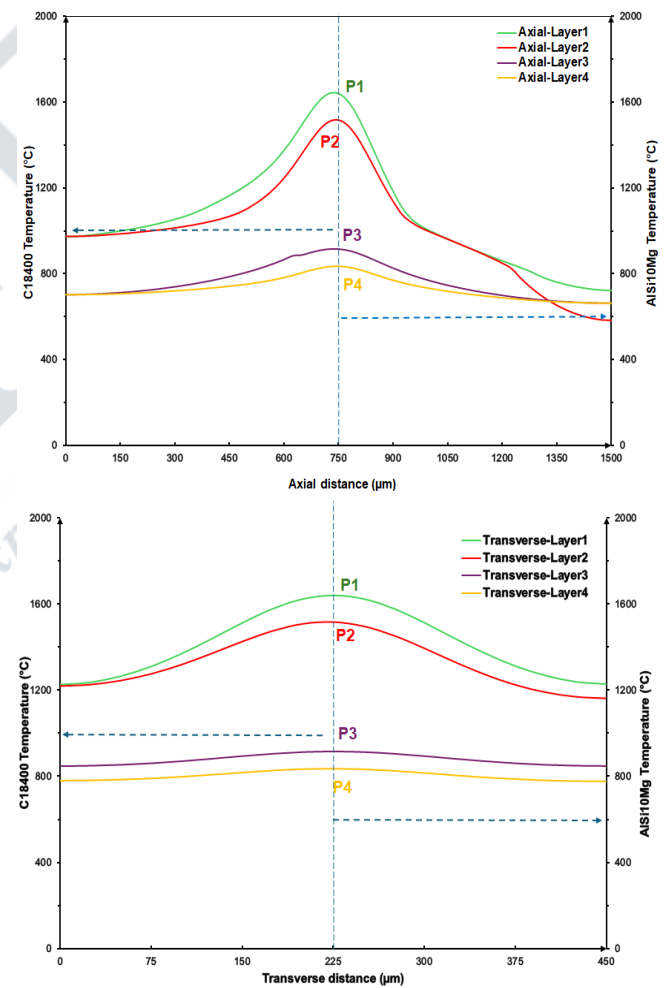 2000
1600
1200
800
400
0
C18400 Temperature (°C)
Axial-Layer1
Axial-Layer2
Axial-Layer3
Axial-Layer4
P1
P2
P3
P4
2000
1600
1200
800
400
0
AlSi10Mg Temperature (°C)
0 150 300 450 600 750 900 1050 1200 1350 1500
Axial distance (µm)
2000
1600
1200
800
400
0
C18400 Temperature (°C)
Transverse-Layer1
Transverse-Layer2
Transverse-Layer3
Transverse-Layer4
P1
P2
P3
P4
2000
1600
1200
800
400
0
AlSi10Mg Temperature (°C)
0 75 150 225 300 375 450
Transverse distance (µm)